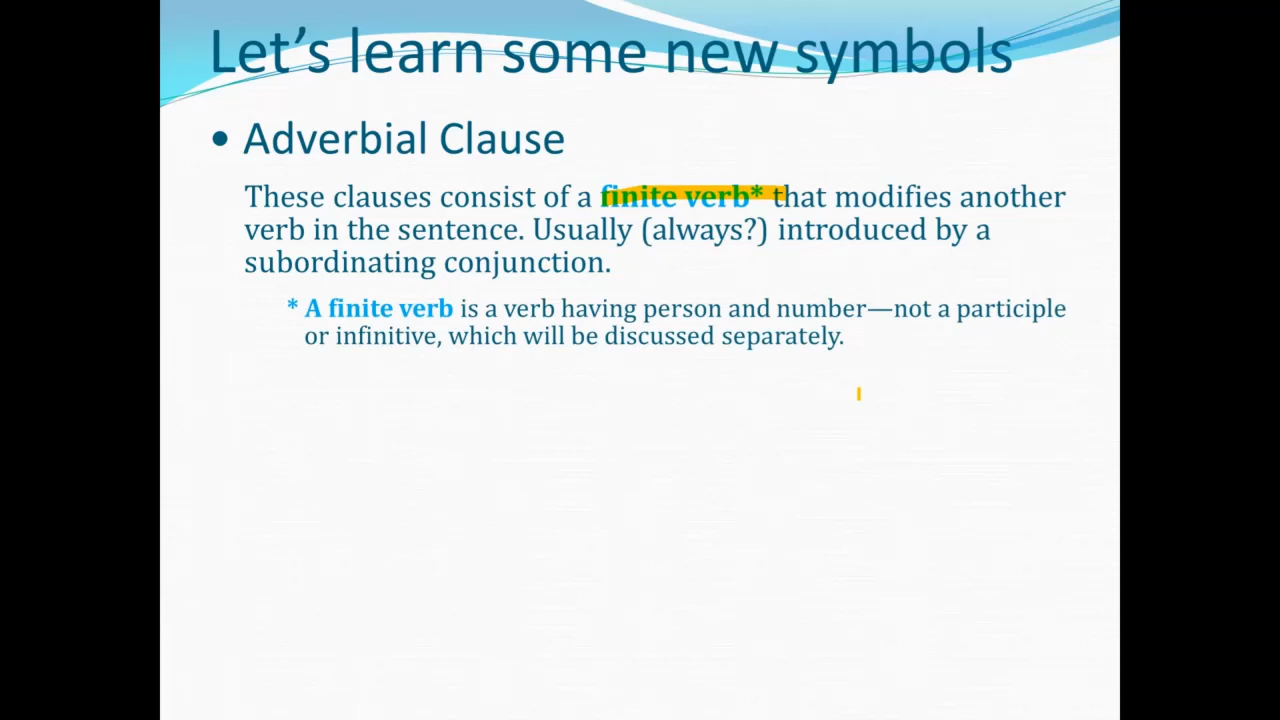 Let’s learn some new symbols
• Adverbial Clause
These clauses consist of a finite verb* that modifies another
verb in the sentence. Usually (always?) introduced by a
subordinating conjunction.
* A finite verb is a verb having person and number—not a participle
or infinitive, which will be discussed separately.